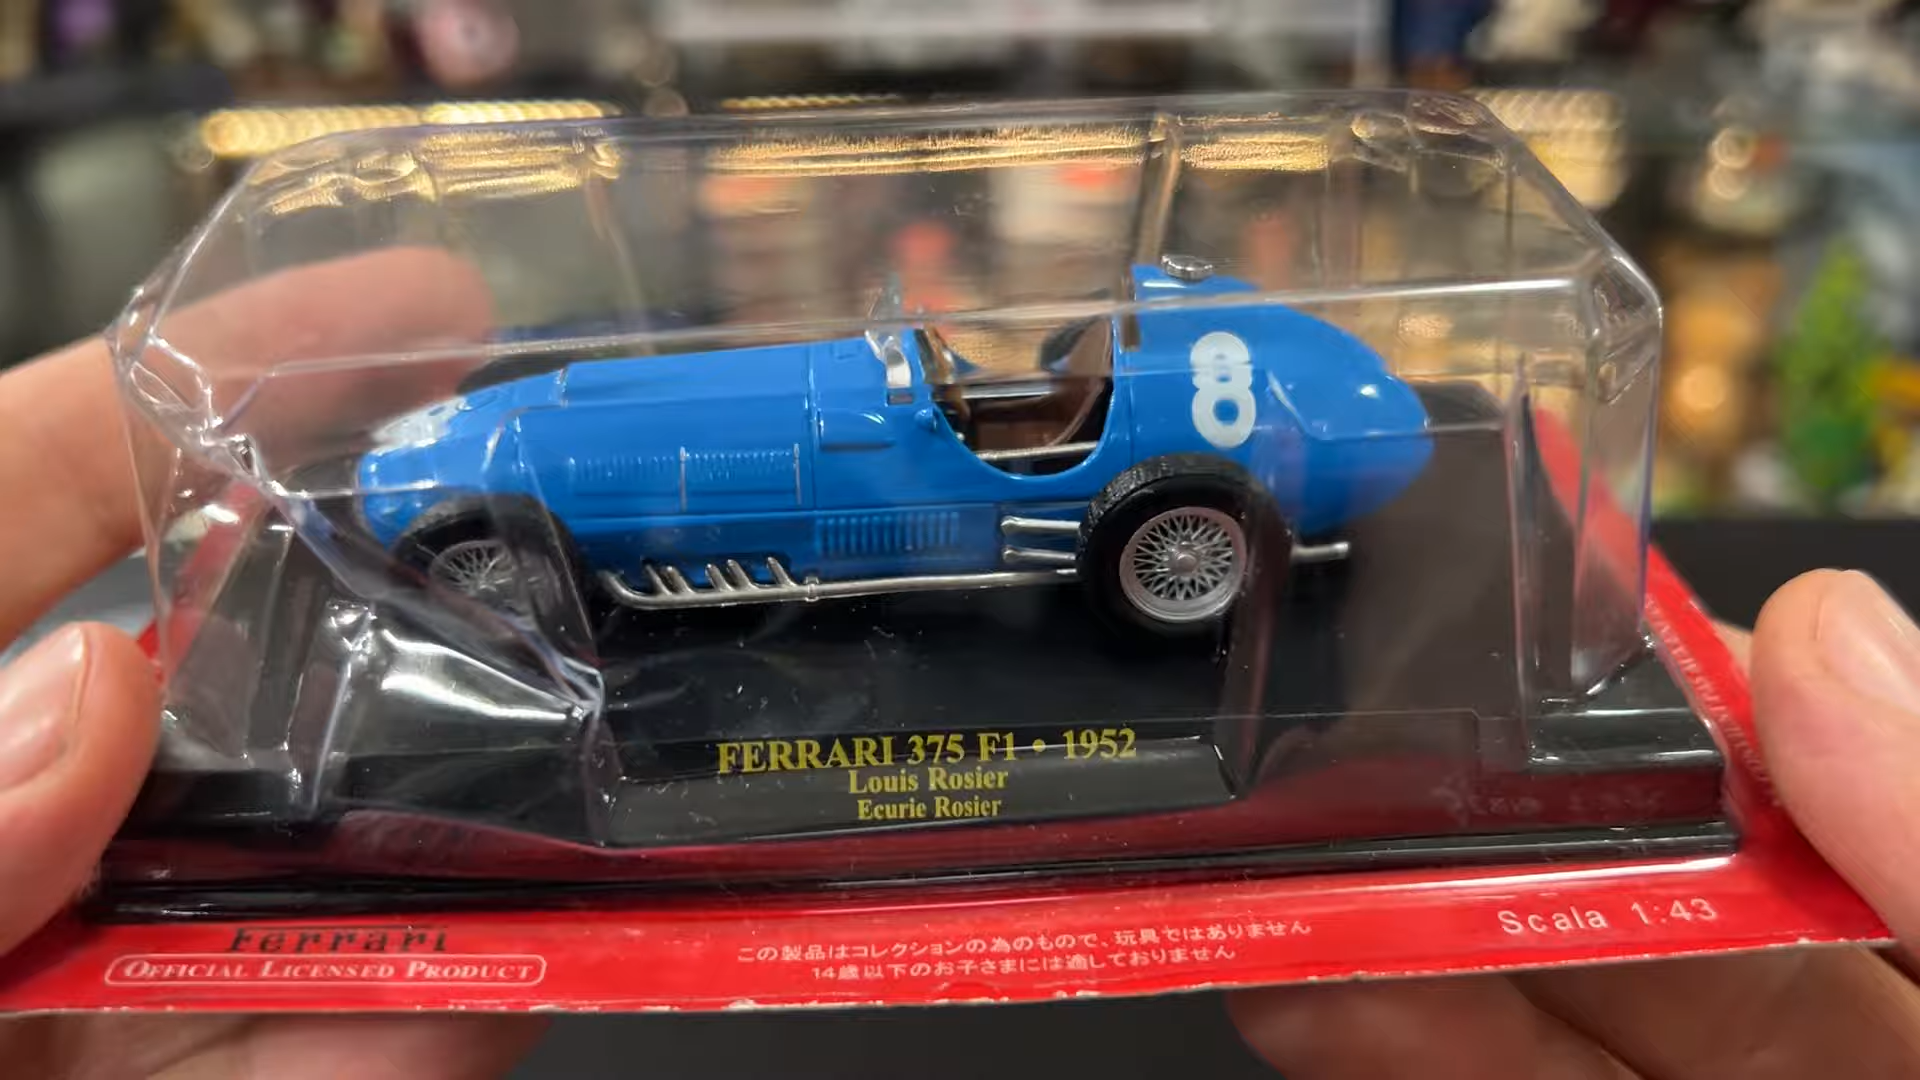 8
FERRARI 375 F1 • 1952
Louis Rosier
Ecurie Rosier
Ferrari
OFFICIAL LICENSED PRODUCT
この製品はコレクションの為のもので、玩具ではありません
14歳以下のお子さまには適しておりません
Scala 1:43